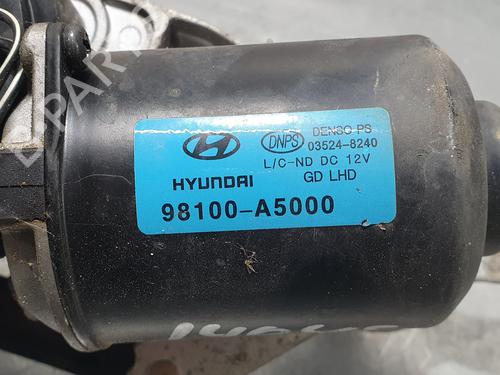 DNPS
DENSO PS
03524-8240
L/C-ND DC 12V
HYUNDAI
GD LHD
98100-A5000